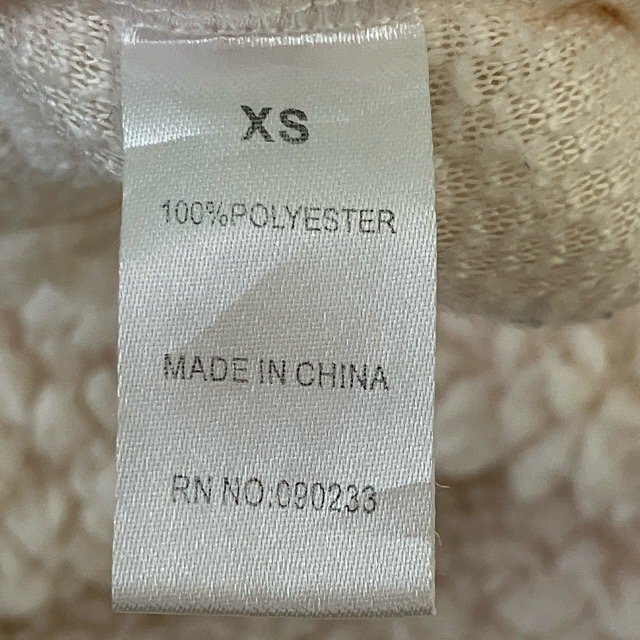 XS
100%POLYESTER
MADE IN CHINA
RN NO.090233